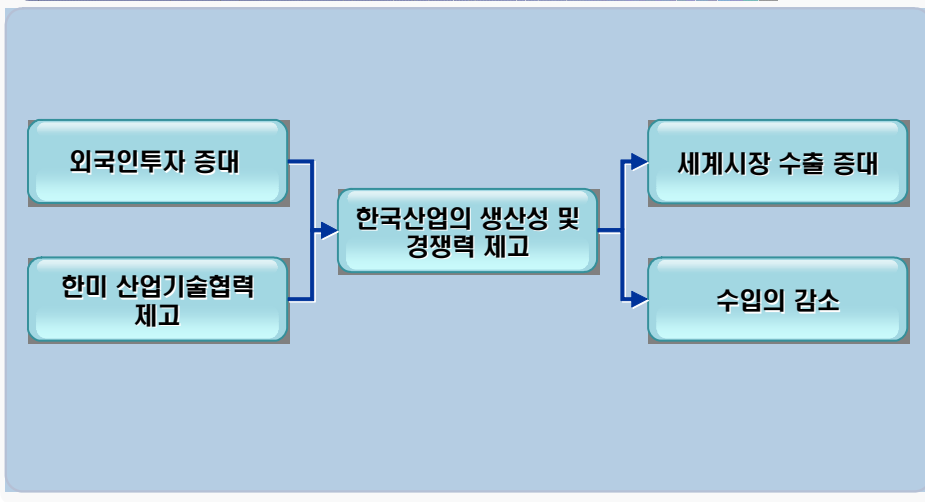 외국인투자 증대
한미 산업기술협력
제고
한국산업의 생산성 및
경쟁력 제고
세계시장 수출 증대
수입의 감소